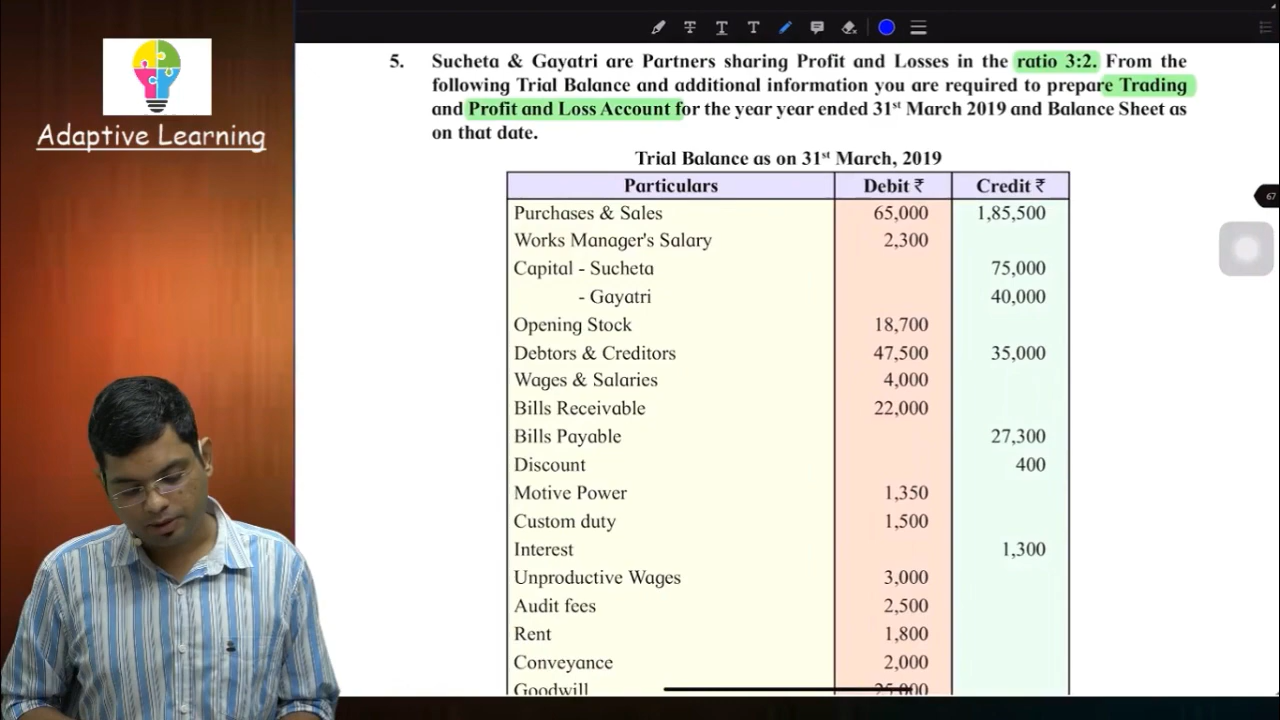 Adaptive Learning
5. Sucheta & Gayatri are Partners sharing Profit and Losses in the ratio 3:2. From the
following Trial Balance and additional information you are required to prepare Trading
and Profit and Loss Account for the year year ended 31st March 2019 and Balance Sheet as
on that date.
Trial Balance as on 31st March, 2019
Particulars Debit ₹ Credit ₹
Purchases & Sales 65,000 1,85,500
Works Manager's Salary 2,300
Capital - Sucheta 75,000
- Gayatri 40,000
Opening Stock 18,700
Debtors & Creditors 47,500 35,000
Wages & Salaries 4,000
Bills Receivable 22,000
Bills Payable 27,300
Discount 400
Motive Power 1,350
Custom duty 1,500
Interest 1,300
Unproductive Wages 3,000
Audit fees 2,500
Rent 1,800
Conveyance 2,000
Goodwill 25,000
67